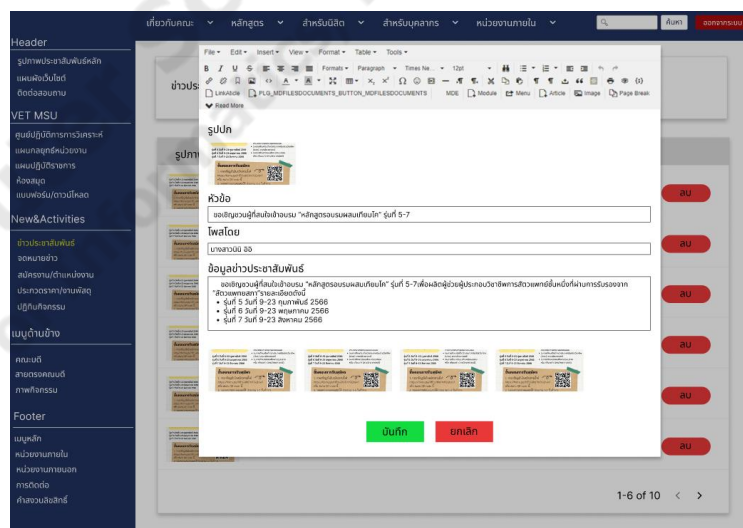 เกี่ยวกับคณะ หลักสูตร สำหรับนิสิต สำหรับบุคลากร หน่วยงานภายใน ค้นหา ออกจากระบบ
Header
รูปภาพประชาสัมพันธ์หลัก
แผนผังเว็บไซต์
ติดต่อสอบถาม
VET MSU
ศูนย์ปฏิบัติการการวิเคราะห์
แผนกลยุทธ์หน่วยงาน
แผนปฏิบัติราชการ
ห้องสมุด
แบบฟอร์ม/ดาวน์โหลด
New&Activities
ข่าวประชาสัมพันธ์
จดหมายข่าว
สมัครงาน/ตำแหน่งงาน
ประกวดราคา/งานพัสดุ
ปฏิทินกิจกรรม
เมนูด้านข้าง
คณะบดี
สายตรงคณบดี
ภาพกิจกรรม
Footer
เมนูหลัก
หน่วยงานภายใน
หน่วยงานภายนอก
การติดต่อ
คำสงวนลิขสิทธิ์
File Edit Insert View Format Table Tools
B I U S Formats Paragraph Times Ne... 12pt
LinkArticle PLG_MDFILESDOCUMENTS_BUTTON_MDFILESDOCUMENTS MDE Module Menu Article Image Page Break
Read More
รูปปก
หัวข้อ
ขอเชิญชวนผู้ที่สนใจเข้าอบรม "หลักสูตรอบรมผสมเทียมโค" รุ่นที่ 5-7
โพสโดย
นางสาวนินิ อิอิ
ข้อมูลข่าวประชาสัมพันธ์
ขอเชิญชวนผู้ที่สนใจเข้าอบรม "หลักสูตรอบรมผสมเทียมโค" รุ่นที่ 5-7เพื่อผลิตผู้ช่วยผู้ประกอบวิชาชีพการสัตวแพทย์ชั้นหนึ่งที่ผ่านการรับรองจาก
"สัตวแพทยสภา"รายละเอียดดังนี้
• รุ่นที่ 5 วันที่ 9-23 กุมภาพันธ์ 2566
• รุ่นที่ 6 วันที่ 9-23 พฤษภาคม 2566
• รุ่นที่ 7 วันที่ 9-23 สิงหาคม 2566
บันทึก ยกเลิก
ข่าวประ
รูปภา
ลบ
ลบ
ลบ
ลบ
ลบ
ลบ
1-6 of 10